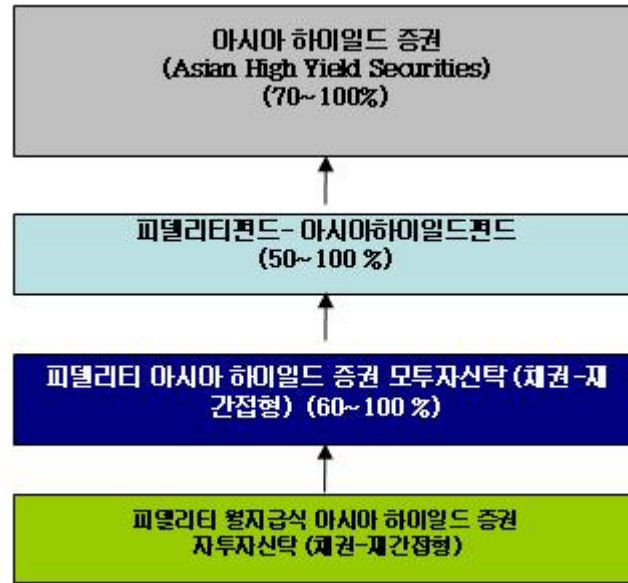 아시아 하이일드 증권
(Asian High Yield Securities)
(70~100%)
피델리티펀드- 아시아하이일드펀드
(50~100 %)
피델리티 아시아 하이일드 증권 모투자신탁 (채권-재
간접형) (60~100 %)
피델리티 월지급식 아시아 하이일드 증권
자투자신탁 (채권-재간접형)